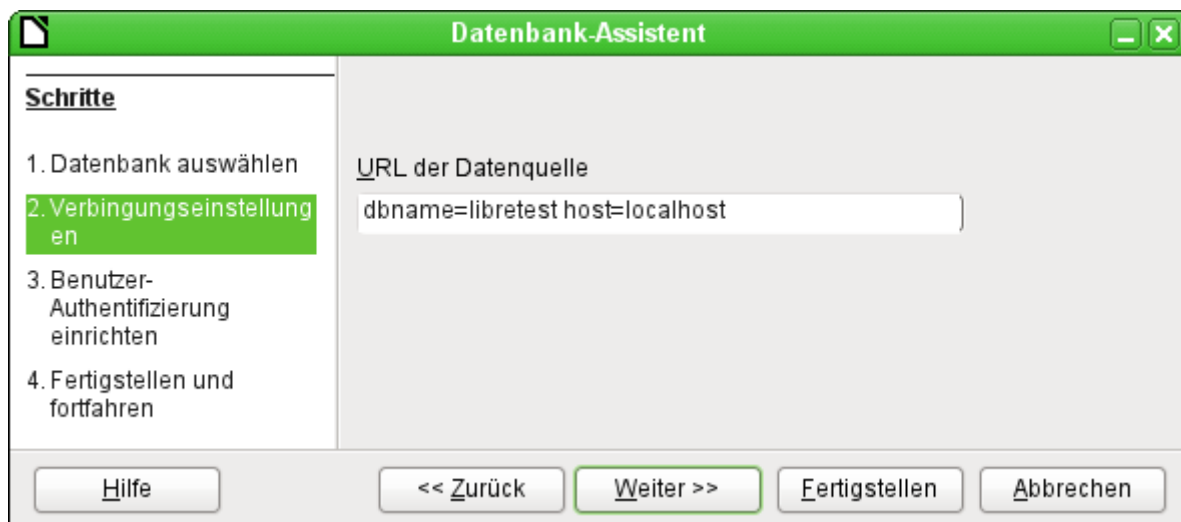 Datenbank-Assistent
Schritte
1. Datenbank auswählen
2. Verbingungseinstellung
en
3. Benutzer-
Authentifizierung
einrichten
4. Fertigstellen und
fortfahren
URL der Datenquelle
dbname=libretest host=localhost
Hilfe
<< Zurück
Weiter >>
Fertigstellen
Abbrechen